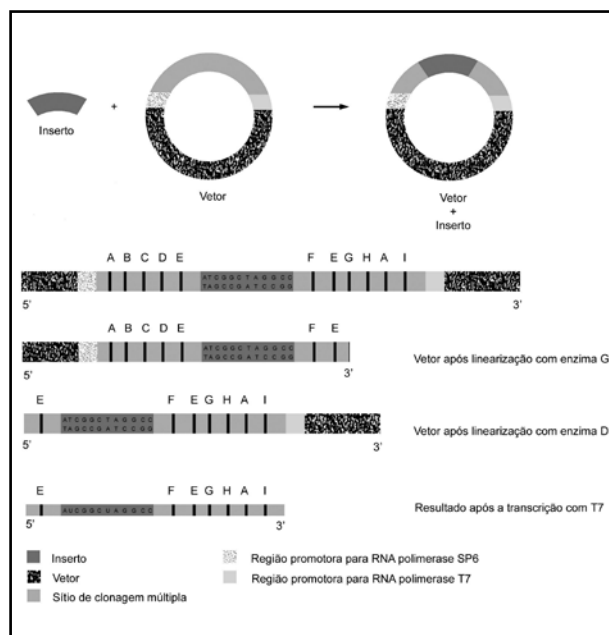 Inserto
+
Vetor
Vetor
+
Inserto
A B C D E F E G H A I
ATCGGCTAGGCC
TAGCCGATCCGG
5' 3'
A B C D E F E
ATCGGCTAGGCC
TAGCCGATCCGG
5' 3'
Vetor após linearização com enzima G
E F E G H A I
ATCGGCTAGGCC
TAGCCGATCCGG
5' 3'
Vetor após linearização com enzima D
E F E G H A I
AUCGGCUAGGCC
5' 3'
Resultado após a transcrição com T7
Inserto
Vetor
Sítio de clonagem múltipla
Região promotora para RNA polimerase SP6
Região promotora para RNA polimerase T7